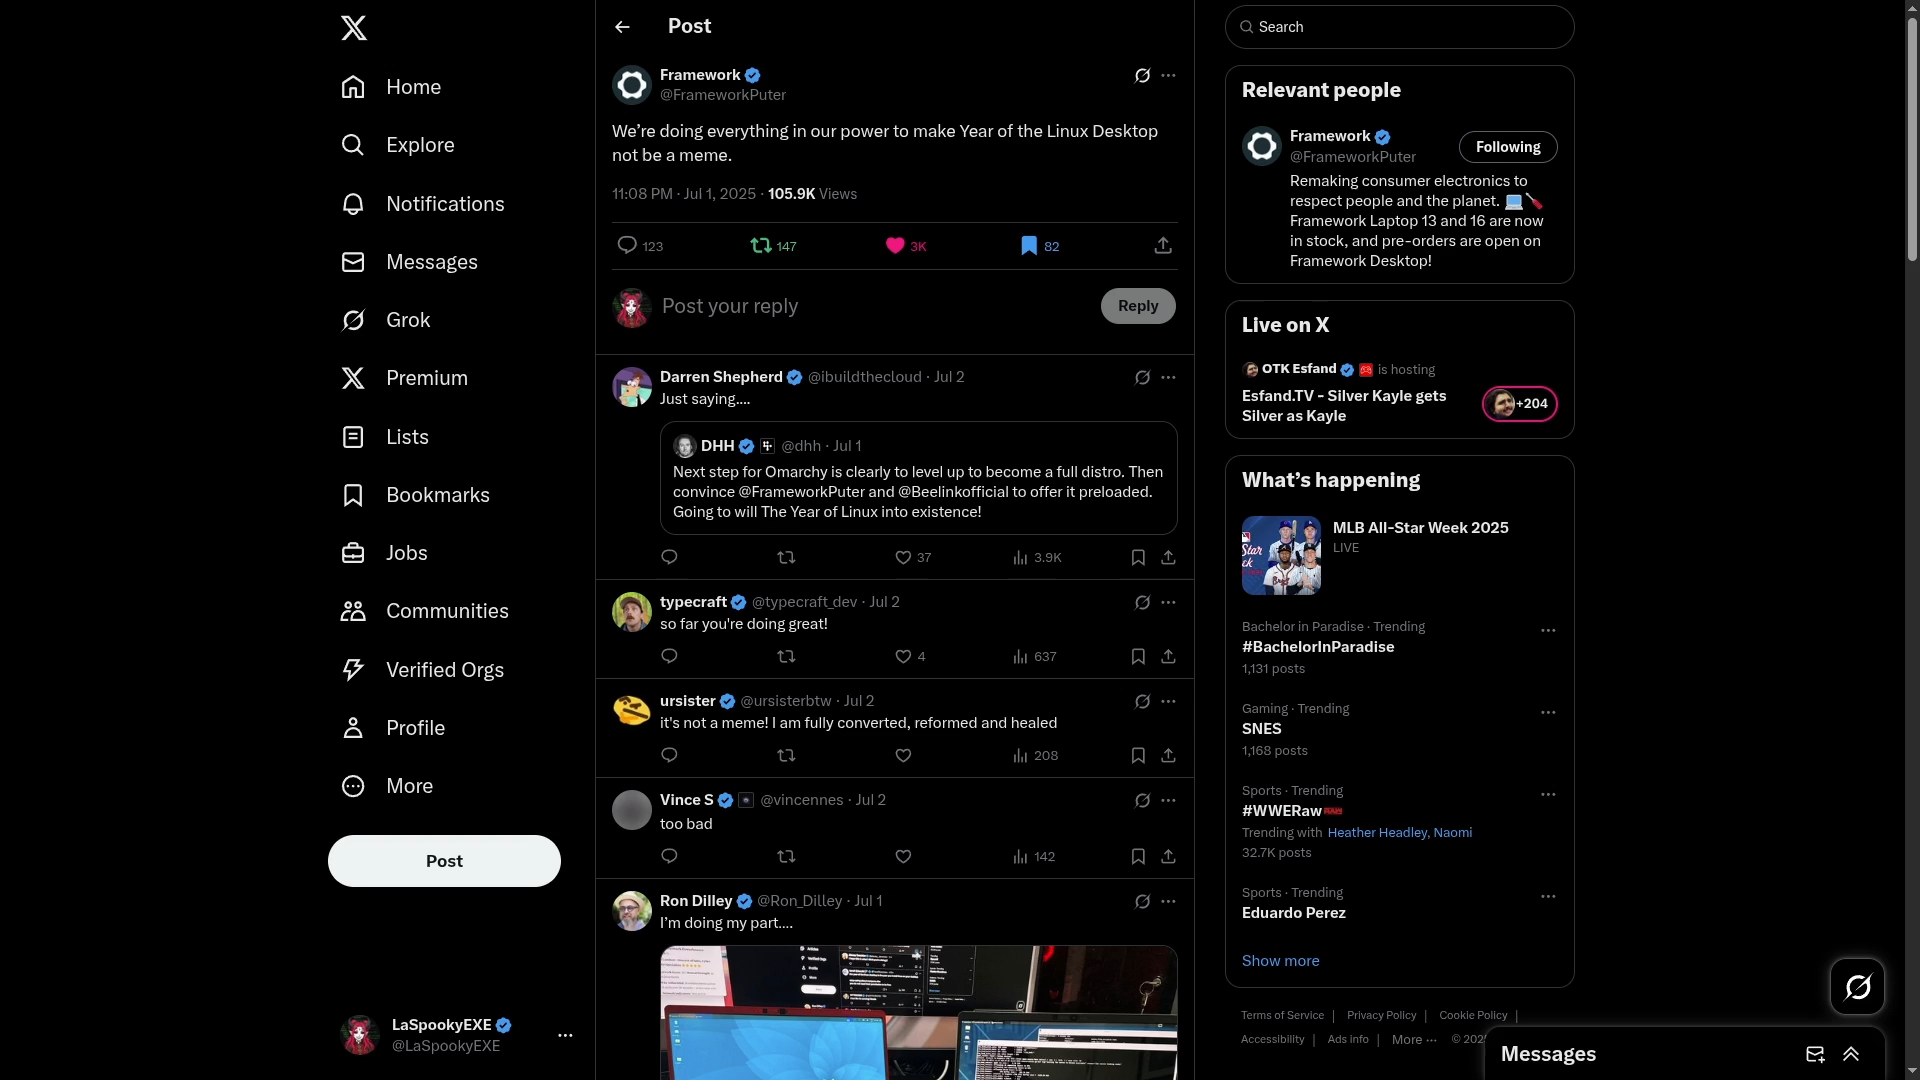 Home
Explore
Notifications
Messages
Grok
Premium
Lists
Bookmarks
Jobs
Communities
Verified Orgs
Profile
More
Post
LaSpookyEXE
@LaSpookyEXE
Post
Framework
@FrameworkPuter
We’re doing everything in our power to make Year of the Linux Desktop
not be a meme.
11:08 PM · Jul 1, 2025 · 105.9K Views
123 147 3K 82
Post your reply
Reply
Darren Shepherd @ibuildthecloud · Jul 2
Just saying....
DHH @dhh · Jul 1
Next step for Omarchy is clearly to level up to become a full distro. Then
convince @FrameworkPuter and @Beelinkofficial to offer it preloaded.
Going to will The Year of Linux into existence!
37 3.9K
typecraft @typecraft_dev · Jul 2
so far you're doing great!
4 637
ursister @ursisterbtw · Jul 2
it's not a meme! I am fully converted, reformed and healed
208
Vince S @vincennes · Jul 2
too bad
142
Ron Dilley @Ron_Dilley · Jul 1
I’m doing my part....
Search
Relevant people
Framework
@FrameworkPuter
Following
Remaking consumer electronics to
respect people and the planet.
Framework Laptop 13 and 16 are now
in stock, and pre-orders are open on
Framework Desktop!
Live on X
OTK Esfand is hosting
Esfand.TV - Silver Kayle gets
Silver as Kayle
+204
What’s happening
MLB All-Star Week 2025
LIVE
Bachelor in Paradise · Trending
#BachelorInParadise
1,131 posts
Gaming · Trending
SNES
1,168 posts
Sports · Trending
#WWERaw
Trending with Heather Headley, Naomi
32.7K posts
Sports · Trending
Eduardo Perez
Show more
Terms of Service | Privacy Policy | Cookie Policy |
Accessibility | Ads info | More ··· ©
Messages